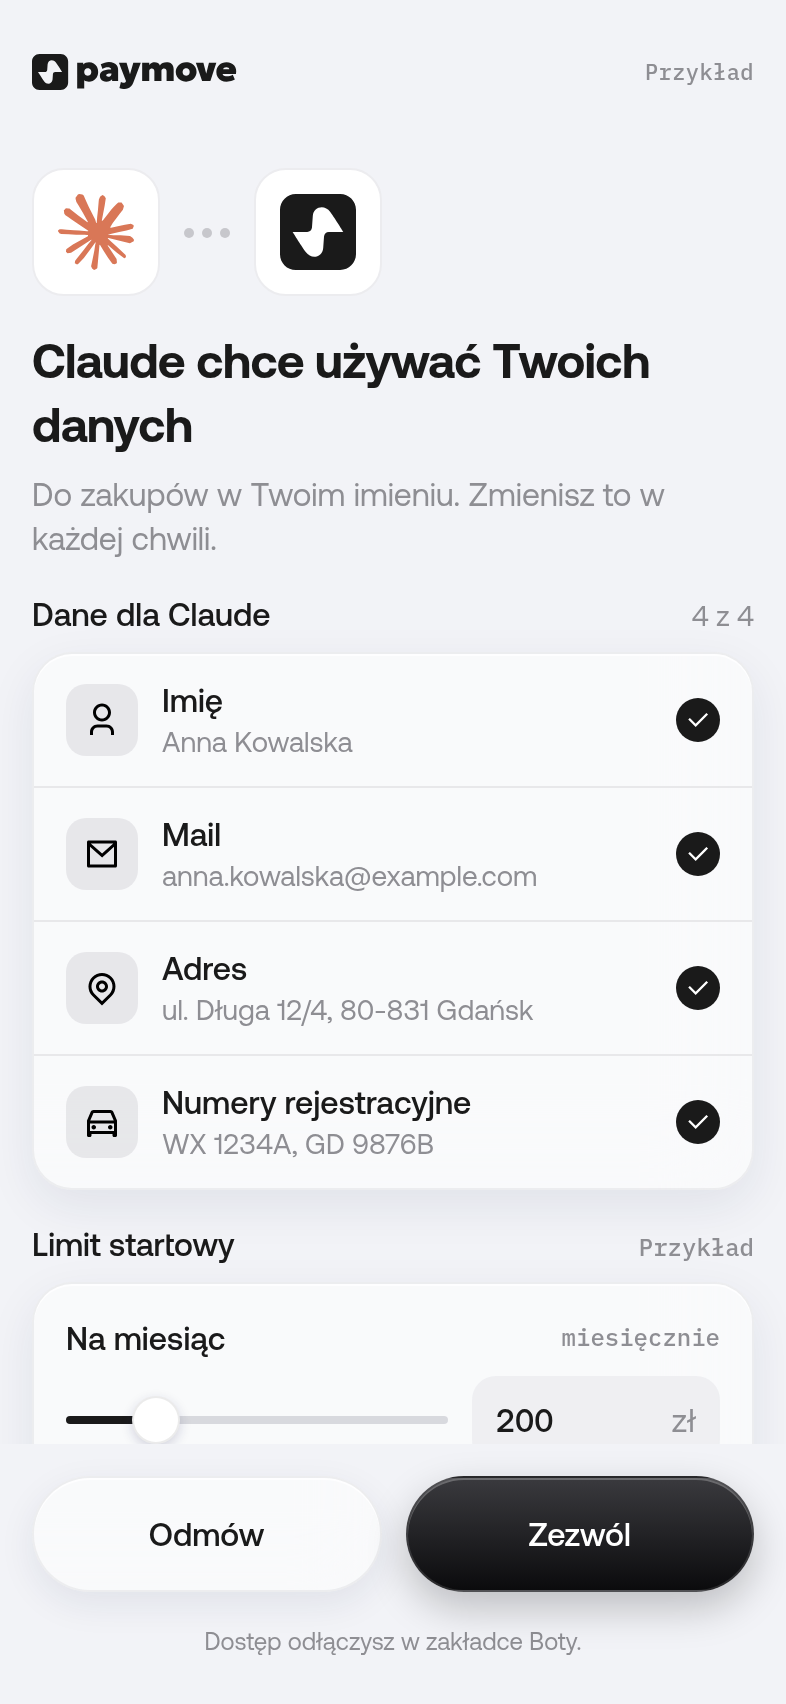 paymove
Przykład
Claude chce używać Twoich
danych
Do zakupów w Twoim imieniu. Zmienisz to w
każdej chwili.
Dane dla Claude
4 z 4
Imię
Anna Kowalska
Mail
anna.kowalska@example.com
Adres
ul. Długa 12/4, 80-831 Gdańsk
Numery rejestracyjne
WX 1234A, GD 9876B
Limit startowy
Przykład
Na miesiąc
miesięcznie
200
zł
Odmów
Zezwól
Dostęp odłączysz w zakładce Boty.